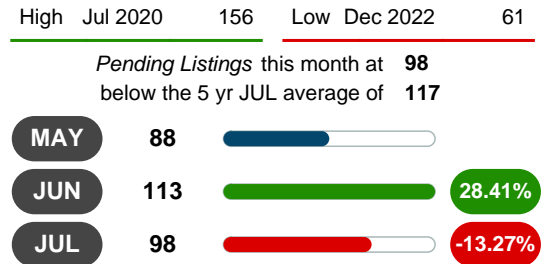 High Jul 2020 156 Low Dec 2022 61
Pending Listings this month at 98
below the 5 yr JUL average of 117
MAY 88
JUN 113 28.41%
JUL 98 -13.27%